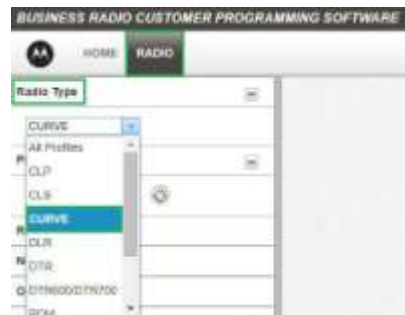 BUSINESS RADIO CUSTOMER PROGRAMMING SOFTWARE
HOME RADIO
Radio Type
CURVE
All Profiles
P
CLP
CLS
CURVE
R
DLR
N
DTR
O
DTR600/DTR700
RDM